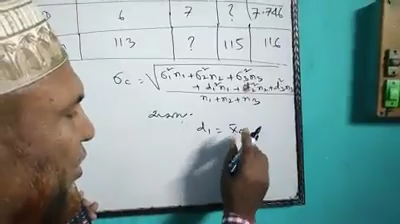 6 7 ? 7.746
113 ? 115 116
σc = √ σ₁²n₁ + σ₂²n₂ + σ₃²n₃ + d₁²n₁ + d₂²n₂ + d₃²n₃ / n₁ + n₂ + n₃
d₁ = x̄